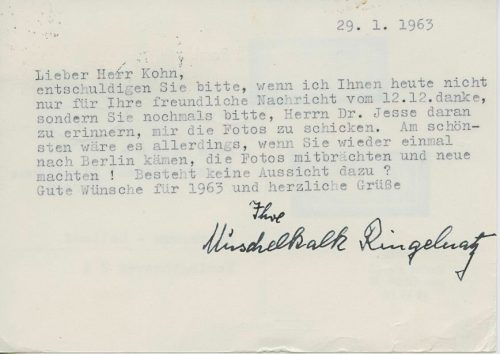 29. 1. 1963
Lieber Herr Kohn,
entschuldigen Sie bitte, wenn ich Ihnen heute nicht
nur für Ihre freundliche Nachricht vom 12.12.danke,
sondern Sie nochmals bitte, Herrn Dr. Jesse daran
zu erinnern, mir die Fotos zu schicken. Am schön-
sten wäre es allerdings, wenn Sie wieder einmal
nach Berlin kämen, die Fotos mitbrächten und neue
machten ! Besteht keine Aussicht dazu ?
Gute Wünsche für 1963 und herzliche Grüße
Ihre
Muschelkalk Ringelnatz